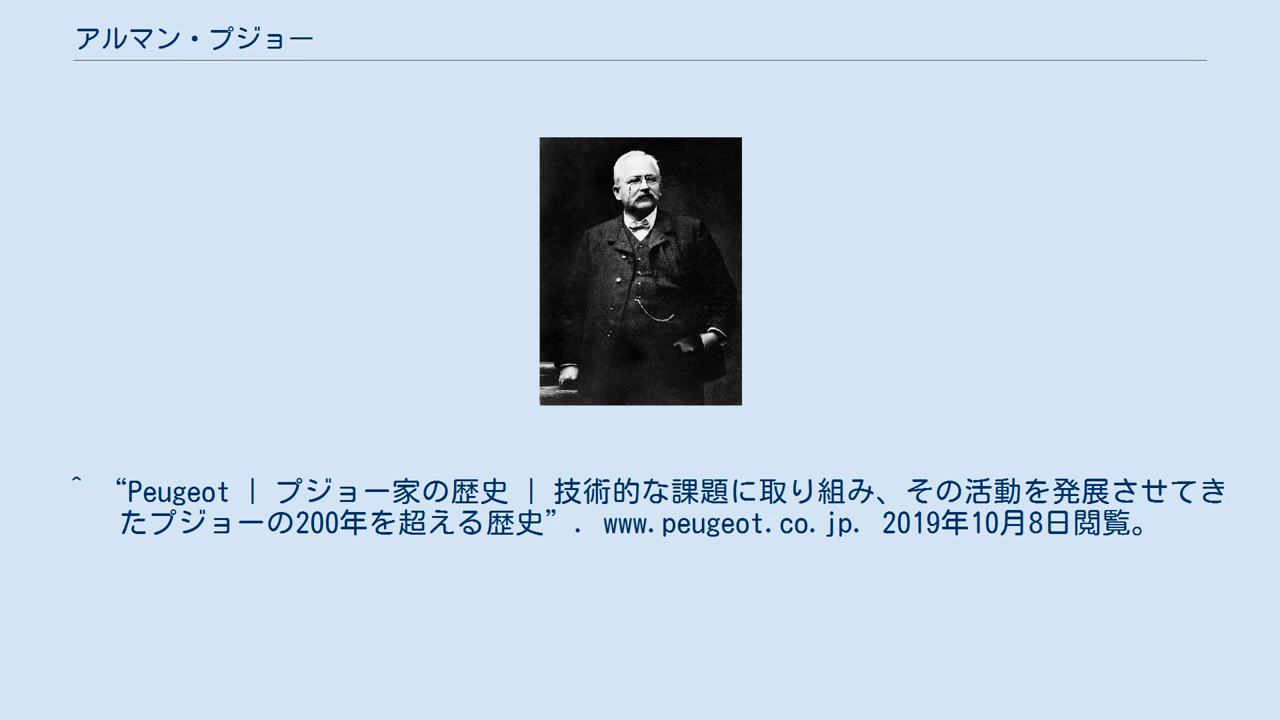 アルマン・プジョー
^ “Peugeot | プジョー家の歴史 | 技術的な課題に取り組み、その活動を発展させてき
たプジョーの200年を超える歴史”. www.peugeot.co.jp. 2019年10月8日閲覧。